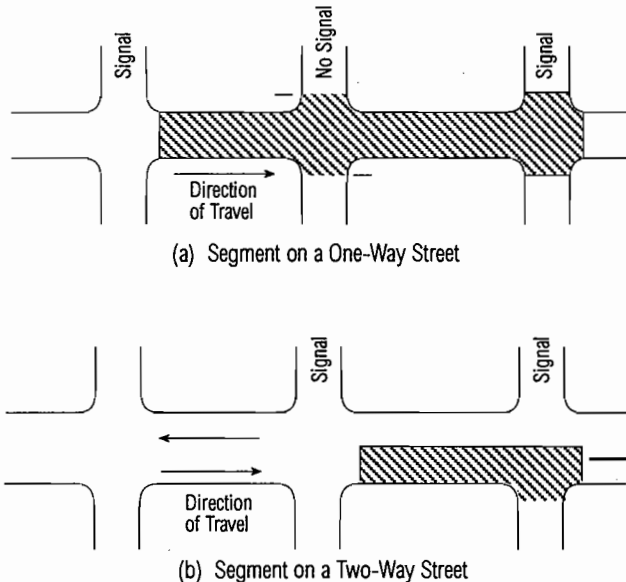 Signal
No Signal
Signal
Direction
of Travel
(a) Segment on a One-Way Street
Signal
Signal
Direction
of Travel
(b) Segment on a Two-Way Street